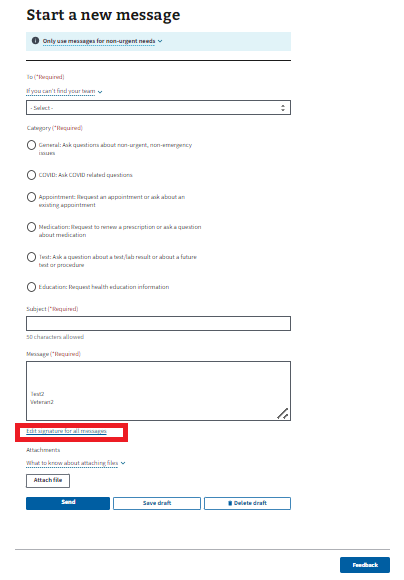 Start a new message
Only use messages for non-urgent needs
To (*Required)
If you can't find your team
- Select -
Category (*Required)
General: Ask questions about non-urgent, non-emergency
issues
COVID: Ask COVID related questions
Appointment: Request an appointment or ask about an
existing appointment
Medication: Request to renew a prescription or ask a question
about medication
Test: Ask a question about a test/lab result or about a future
test or procedure
Education: Request health education information
Subject (*Required)
50 characters allowed
Message (*Required)
Test2
Veteran2
Edit signature for all messages
Attachments
What to know about attaching files
Attach file
Send
Save draft
Delete draft
Feedback